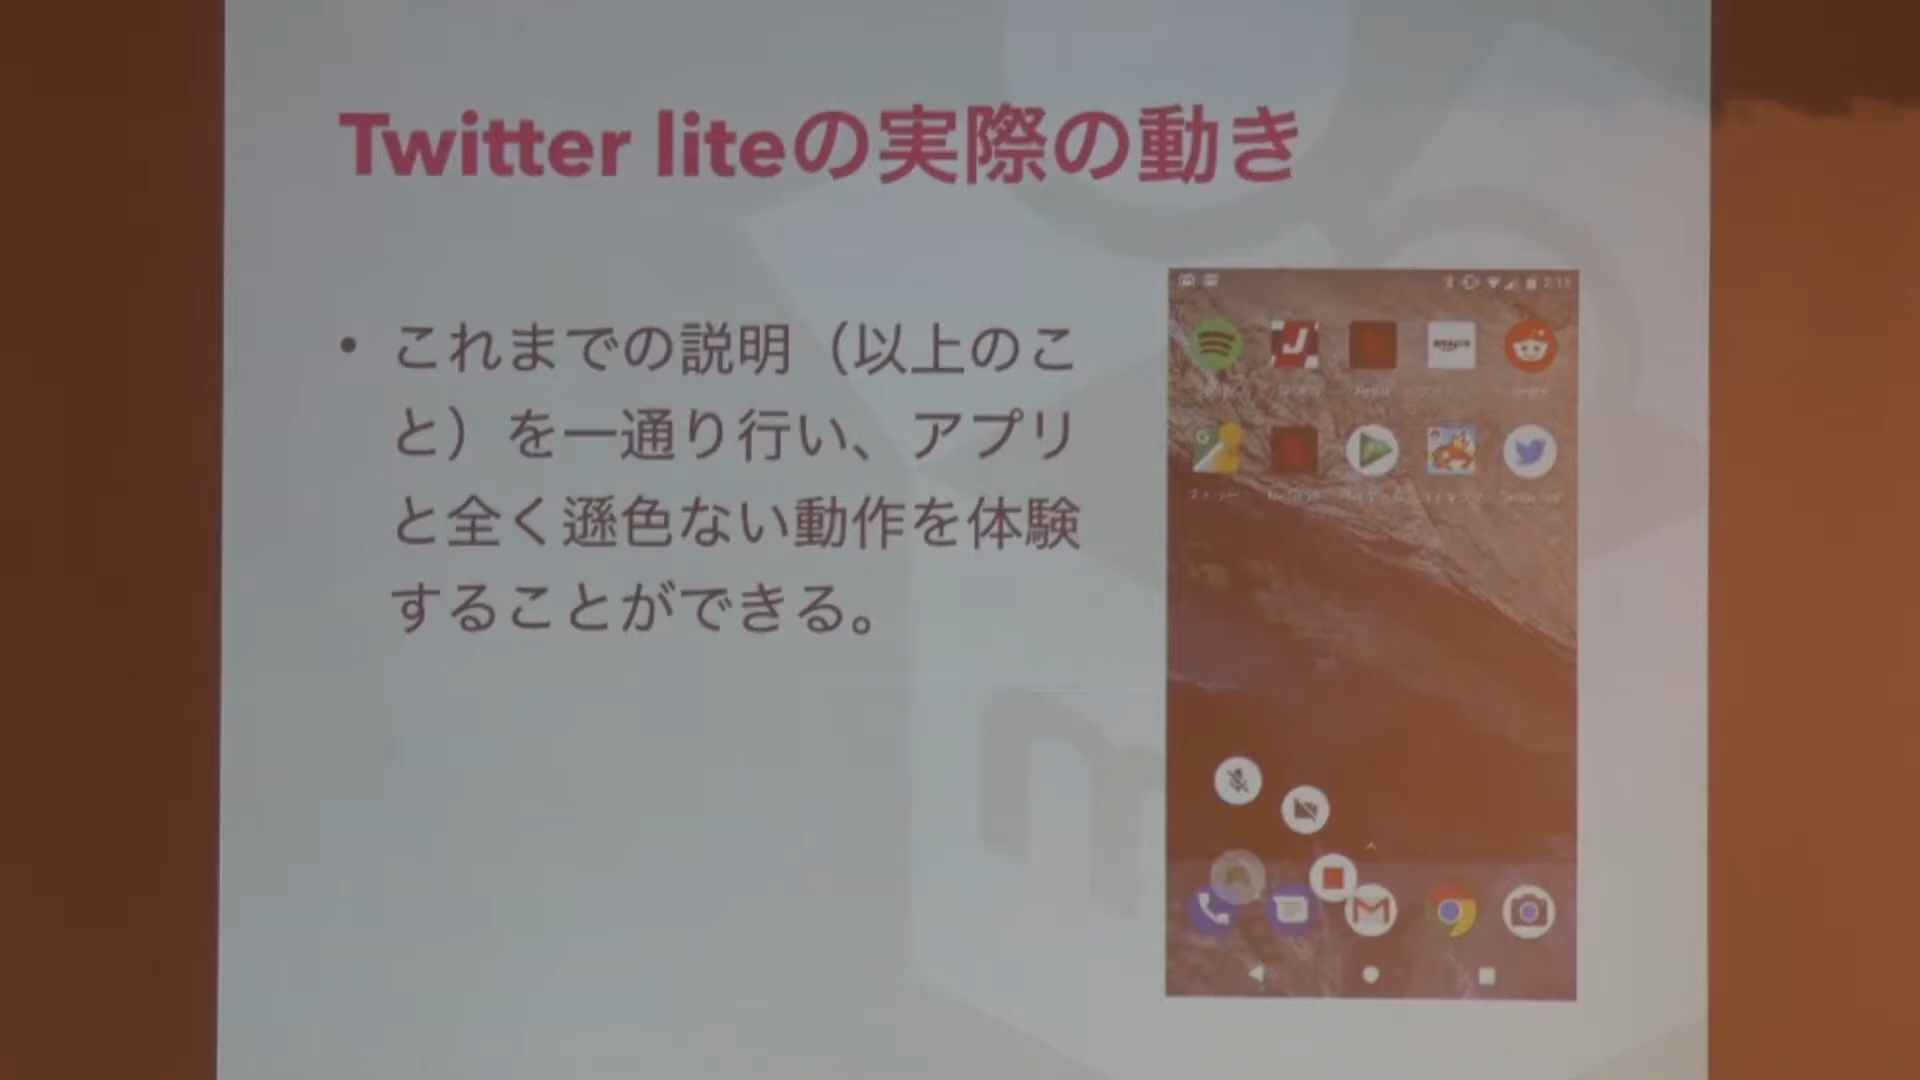 Twitter liteの実際の動き
• これまでの説明（以上のこ
と）を一通り行い、アプリ
と全く遜色ない動作を体験
することができる。